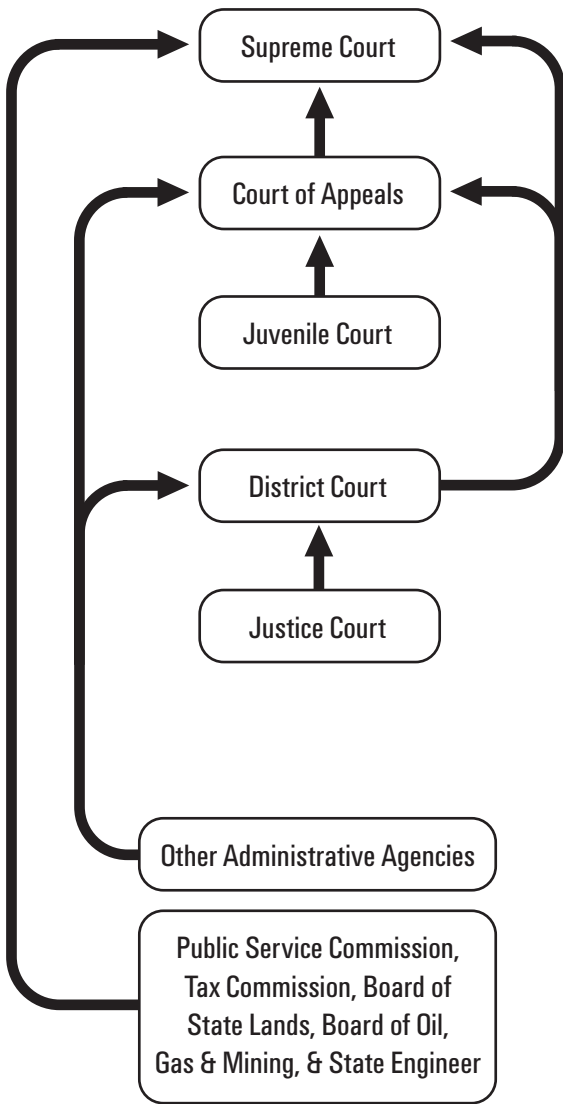 Supreme Court
Court of Appeals
Juvenile Court
District Court
Justice Court
Other Administrative Agencies
Public Service Commission,
Tax Commission, Board of
State Lands, Board of Oil,
Gas & Mining, & State Engineer